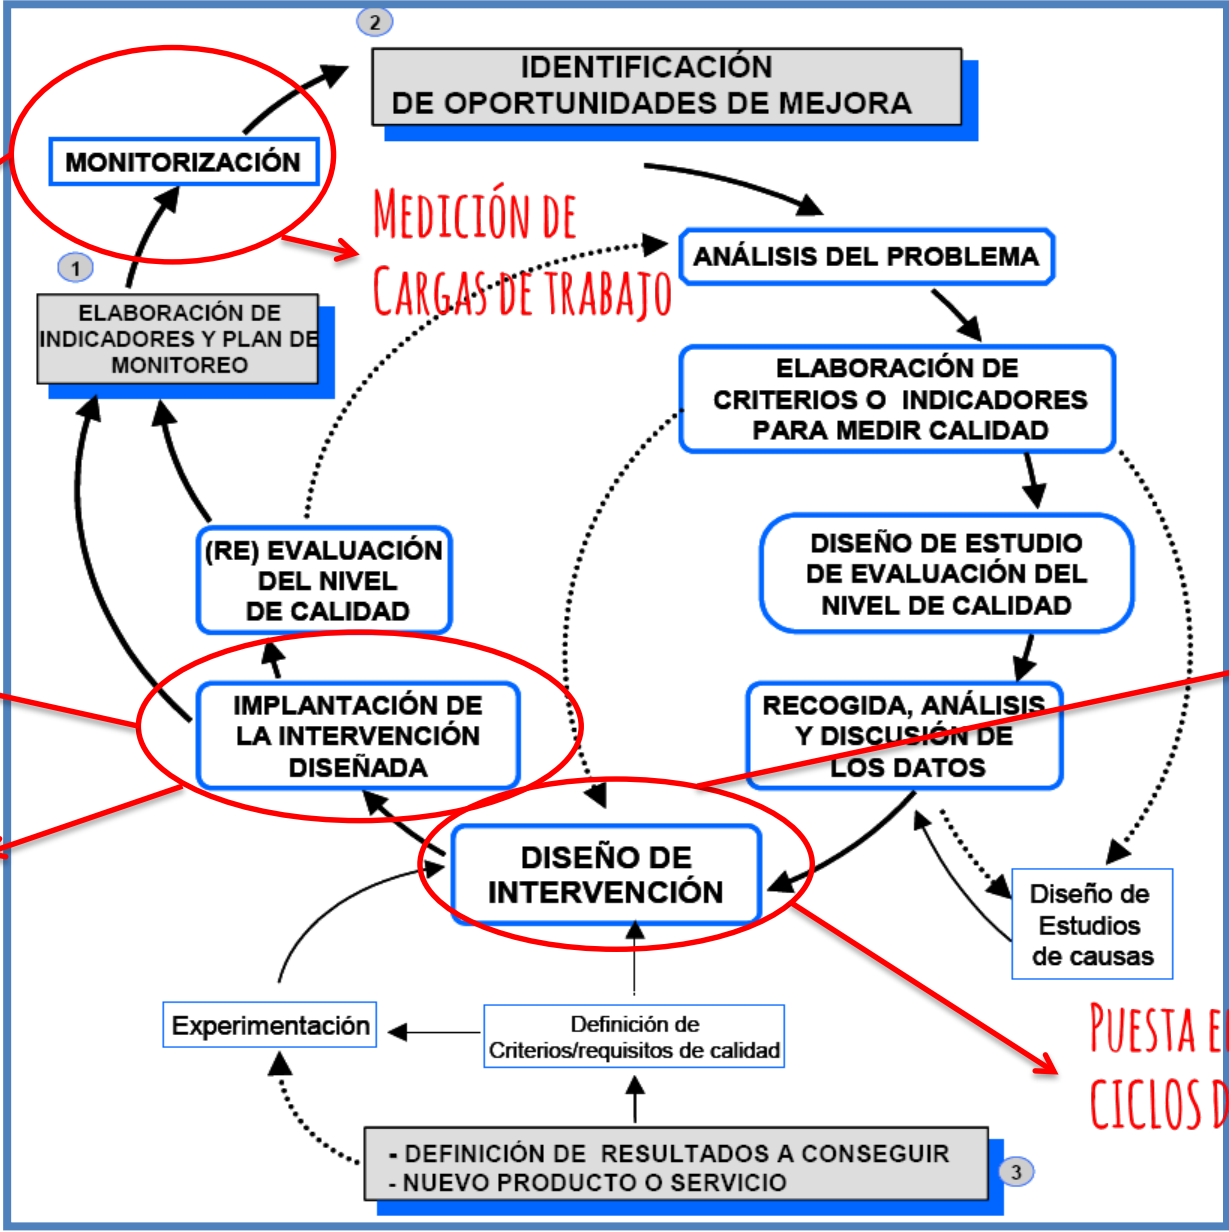 2
IDENTIFICACIÓN
DE OPORTUNIDADES DE MEJORA
MONITORIZACIÓN
MEDICIÓN DE
CARGAS DE TRABAJO
ANÁLISIS DEL PROBLEMA
1
ELABORACIÓN DE
INDICADORES Y PLAN DE
MONITOREO
ELABORACIÓN DE
CRITERIOS O INDICADORES
PARA MEDIR CALIDAD
(RE) EVALUACIÓN
DEL NIVEL
DE CALIDAD
DISEÑO DE ESTUDIO
DE EVALUACIÓN DEL
NIVEL DE CALIDAD
IMPLANTACIÓN DE
LA INTERVENCIÓN
DISEÑADA
RECOGIDA, ANÁLISIS
Y DISCUSIÓN DE
LOS DATOS
DISEÑO DE
INTERVENCIÓN
Diseño de
Estudios
de causas
Experimentación
Definición de
Criterios/requisitos de calidad
PUESTA
CICLOS
- DEFINICIÓN DE RESULTADOS A CONSEGUIR
- NUEVO PRODUCTO O SERVICIO
3